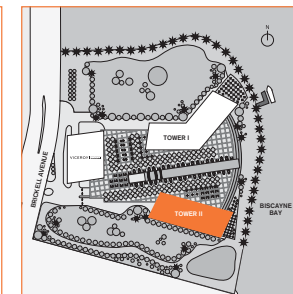 N
TOWER I
VICEROY
BRICKELL AVENUE
TOWER II
BISCAYNE
BAY